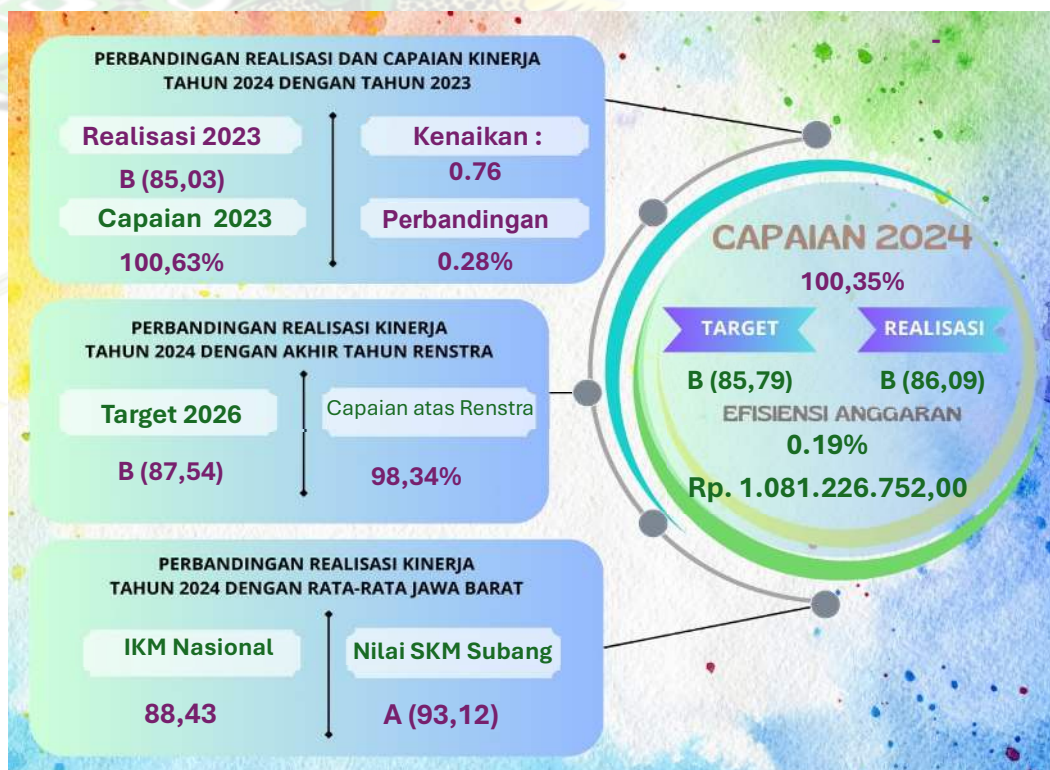 PERBANDINGAN REALISASI DAN CAPAIAN KINERJA
TAHUN 2024 DENGAN TAHUN 2023
Realisasi 2023
B (85,03)
Capaian 2023
100,63%
Kenaikan :
0.76
Perbandingan
0.28%
PERBANDINGAN REALISASI KINERJA
TAHUN 2024 DENGAN AKHIR TAHUN RENSTRA
Target 2026
B (87,54)
Capaian atas Renstra
98,34%
PERBANDINGAN REALISASI KINERJA
TAHUN 2024 DENGAN RATA-RATA JAWA BARAT
IKM Nasional
88,43
Nilai SKM Subang
A (93,12)
-
CAPAIAN 2024
100,35%
TARGET
B (85,79)
REALISASI
B (86,09)
EFISIENSI ANGGARAN
0.19%
Rp. 1.081.226.752,00